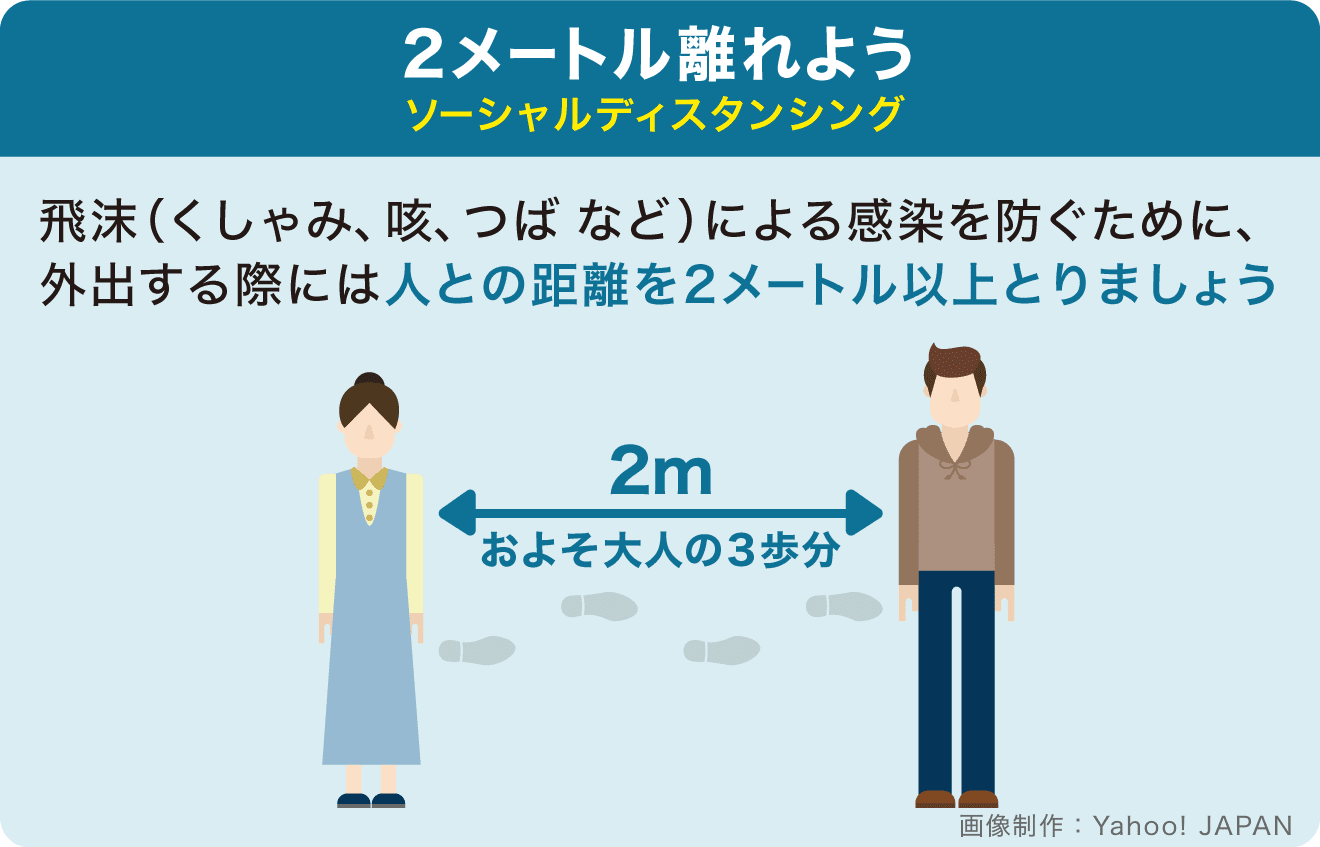 2メートル離れよう
ソーシャルディスタンシング
飛沫(くしゃみ、咳、つば など)による感染を防ぐために、
外出する際には人との距離を2メートル以上とりましょう
2m
およそ大人の3歩分
画像制作：Yahoo! JAPAN